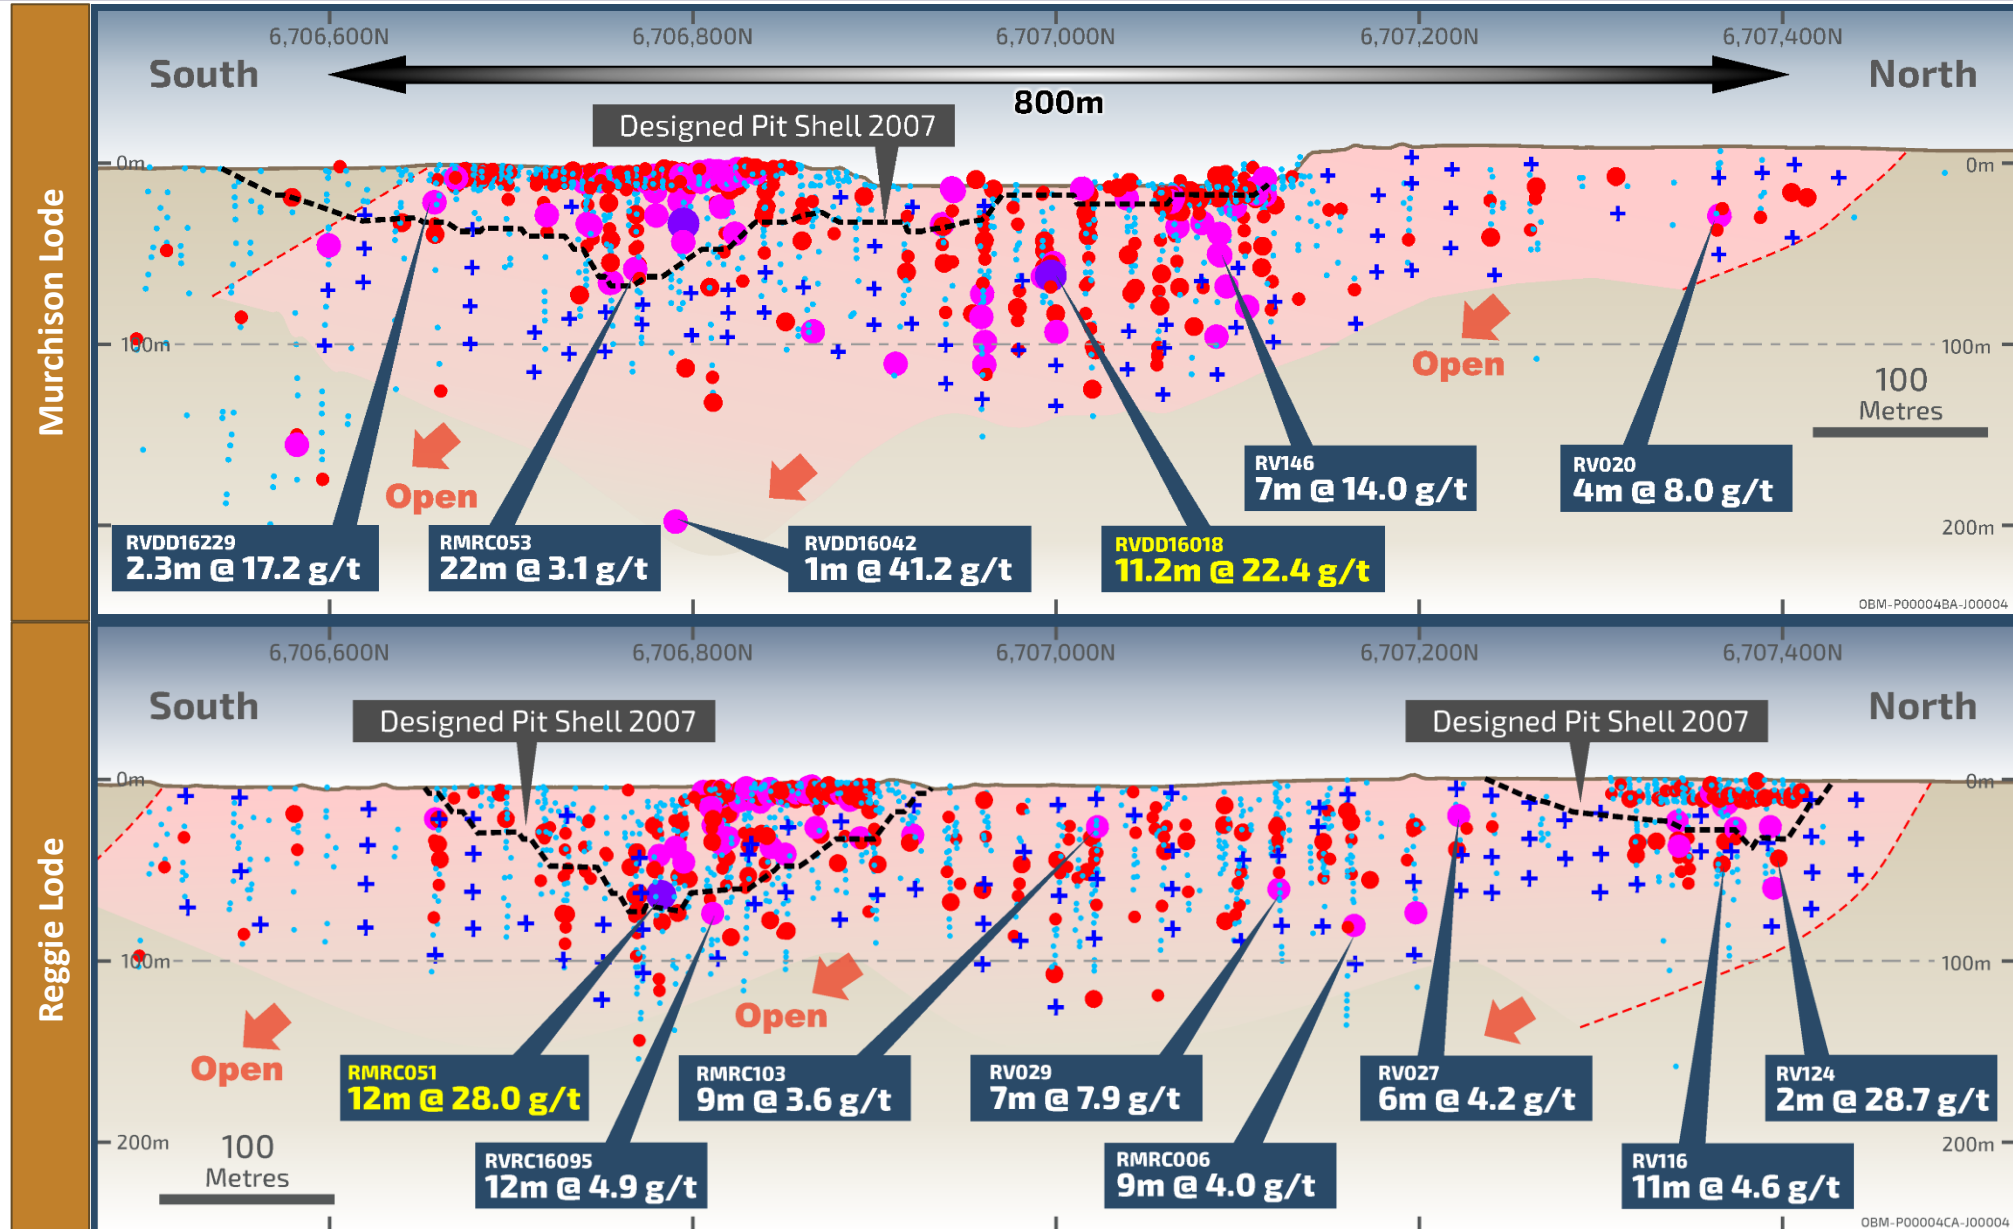 Murchison Lode
6,706,600N
6,706,800N
6,707,000N
6,707,200N
6,707,400N
South
North
800m
Designed Pit Shell 2007
0m
0m
100m
100m
200m
Open
Open
100
Metres
RVDD16229
2.3m @ 17.2 g/t
RMRC053
22m @ 3.1 g/t
RVDD16042
1m @ 41.2 g/t
RVDD16018
11.2m @ 22.4 g/t
RV146
7m @ 14.0 g/t
RV020
4m @ 8.0 g/t
OBM-P00004BA-J00004
Reggie Lode
6,706,600N
6,706,800N
6,707,000N
6,707,200N
6,707,400N
South
North
Designed Pit Shell 2007
Designed Pit Shell 2007
0m
0m
100m
100m
200m
200m
Open
Open
100
Metres
RMRC051
12m @ 28.0 g/t
RVRC16095
12m @ 4.9 g/t
RMRC103
9m @ 3.6 g/t
RV029
7m @ 7.9 g/t
RMRC006
9m @ 4.0 g/t
RV027
6m @ 4.2 g/t
RV116
11m @ 4.6 g/t
RV124
2m @ 28.7 g/t
OBM-P00004CA-J00004